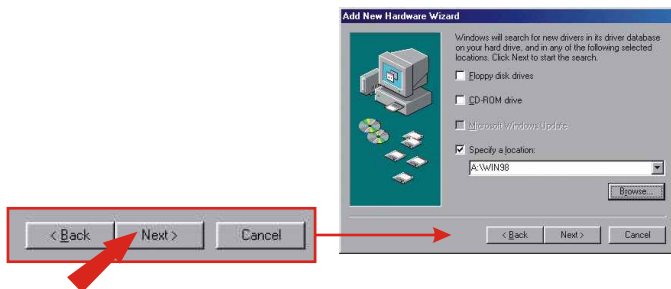 Add New Hardware Wizard
Windows will search for new drivers in its driver database
on your hard drive, and in any of the following selected
locations. Click Next to start the search.
Floppy disk drives
CD-ROM drive
Microsoft Windows Update
Specify a location:
A:\WIN98
Browse...
< Back
Next >
Cancel
< Back
Next >
Cancel